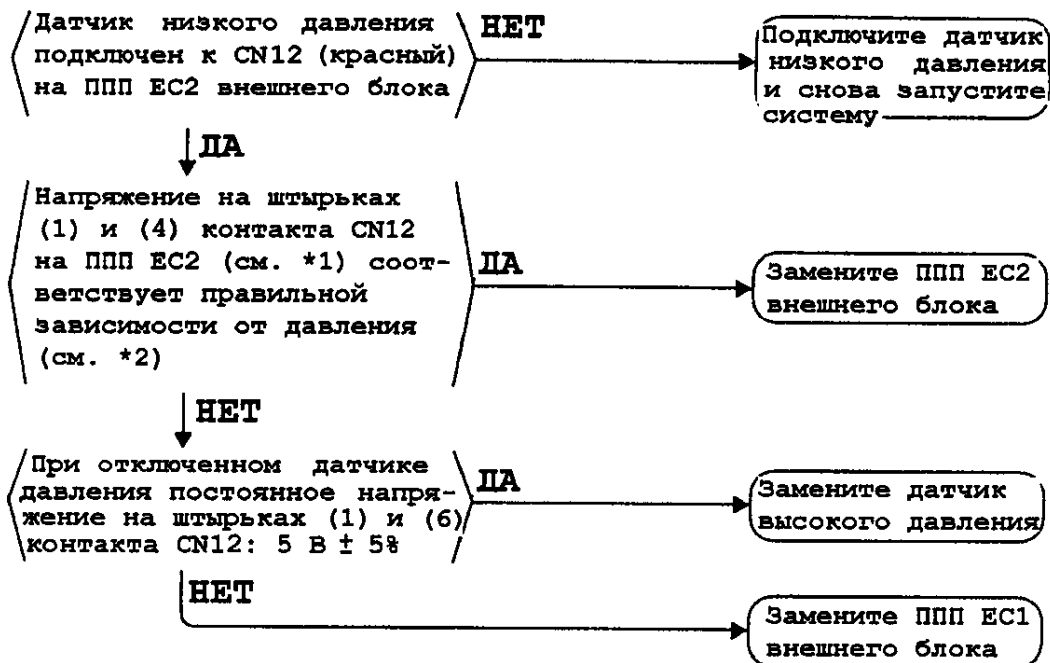 Датчик низкого давления
подключен к CN12 (красный)
на ППП EC2 внешнего блока
НЕТ
Подключите датчик
низкого давления
и снова запустите
систему
ДА
Напряжение на штырьках
(1) и (4) контакта CN12
на ППП EC2 (см. *1) соот-
ветствует правильной
зависимости от давления
(см. *2)
ДА
Замените ППП EC2
внешнего блока
НЕТ
При отключенном датчике
давления постоянное напря-
жение на штырьках (1) и (6)
контакта CN12: 5 В ± 5%
ДА
Замените датчик
высокого давления
НЕТ
Замените ППП EC1
внешнего блока